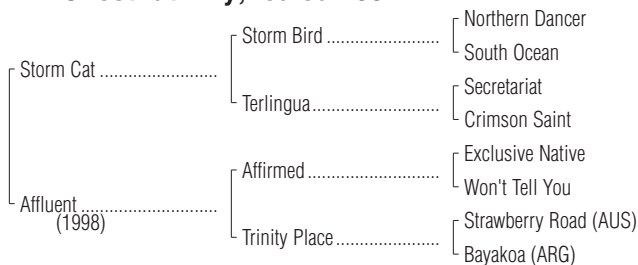 Northern Dancer
Storm Bird ........................
South Ocean
Storm Cat .........................
Secretariat
Terlingua ..........................
Crimson Saint
Exclusive Native
Affirmed ...........................
Won't Tell You
Affluent .............................
(1998)
Strawberry Road (AUS)
Trinity Place .....................
Bayakoa (ARG)